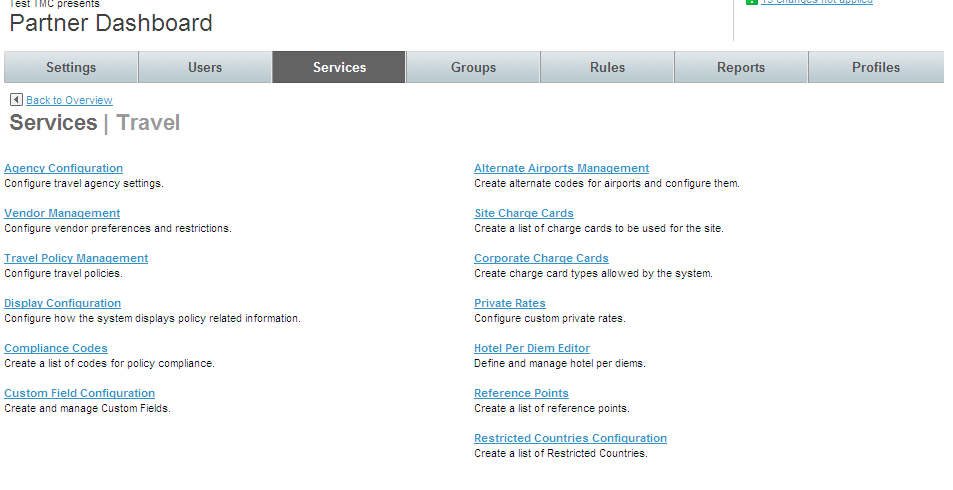 Test TMC presents
Partner Dashboard
15 changes not applied
Settings Users Services Groups Rules Reports Profiles
Back to Overview
Services | Travel
Agency Configuration
Configure travel agency settings.
Vendor Management
Configure vendor preferences and restrictions.
Travel Policy Management
Configure travel policies.
Display Configuration
Configure how the system displays policy related information.
Compliance Codes
Create a list of codes for policy compliance.
Custom Field Configuration
Create and manage Custom Fields.
Alternate Airports Management
Create alternate codes for airports and configure them.
Site Charge Cards
Create a list of charge cards to be used for the site.
Corporate Charge Cards
Create charge card types allowed by the system.
Private Rates
Configure custom private rates.
Hotel Per Diem Editor
Define and manage hotel per diems.
Reference Points
Create a list of reference points.
Restricted Countries Configuration
Create a list of Restricted Countries.